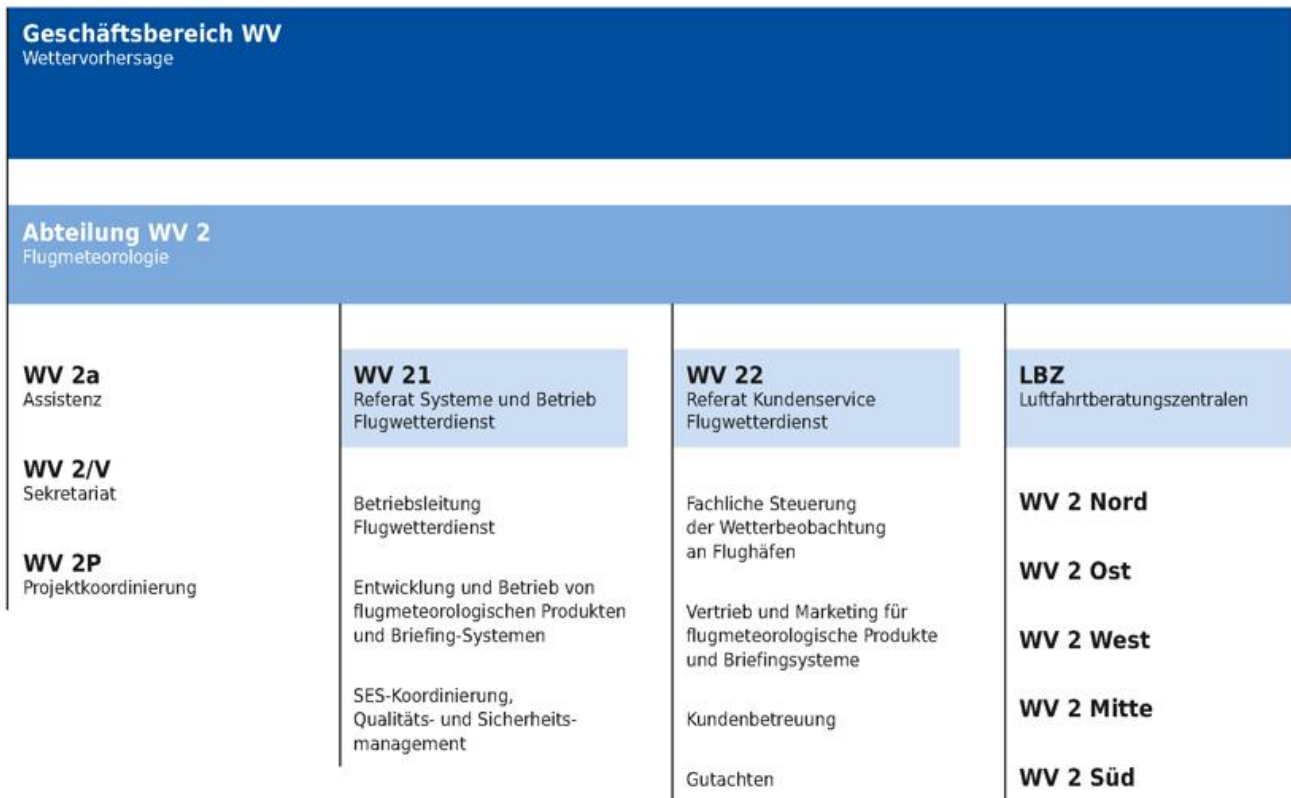 Geschäftsbereich WV
Wettervorhersage
Abteilung WV 2
Flugmeteorologie
WV 2a
Assistenz
WV 2/V
Sekretariat
WV 2P
Projektkoordinierung
WV 21
Referat Systeme und Betrieb
Flugwetterdienst
Betriebsleitung
Flugwetterdienst
Entwicklung und Betrieb von
flugmeteorologischen Produkten
und Briefing-Systemen
SES-Koordinierung,
Qualitäts- und Sicherheits-
management
WV 22
Referat Kundenservice
Flugwetterdienst
Fachliche Steuerung
der Wetterbeobachtung
an Flughäfen
Vertrieb und Marketing für
flugmeteorologische Produkte
und Briefingsysteme
Kundenbetreuung
Gutachten
LBZ
Luftfahrtberatungszentralen
WV 2 Nord
WV 2 Ost
WV 2 West
WV 2 Mitte
WV 2 Süd